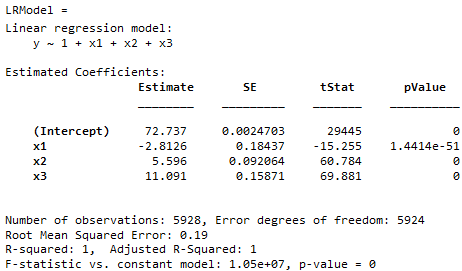 LRModel =
Linear regression model:
y ~ 1 + x1 + x2 + x3
Estimated Coefficients:
Estimate SE tStat pValue
(Intercept) 72.737 0.0024703 29445 0
x1 -2.8126 0.18437 -15.255 1.4414e-51
x2 5.596 0.092064 60.784 0
x3 11.091 0.15871 69.881 0
Number of observations: 5928, Error degrees of freedom: 5924
Root Mean Squared Error: 0.19
R-squared: 1, Adjusted R-Squared: 1
F-statistic vs. constant model: 1.05e+07, p-value = 0